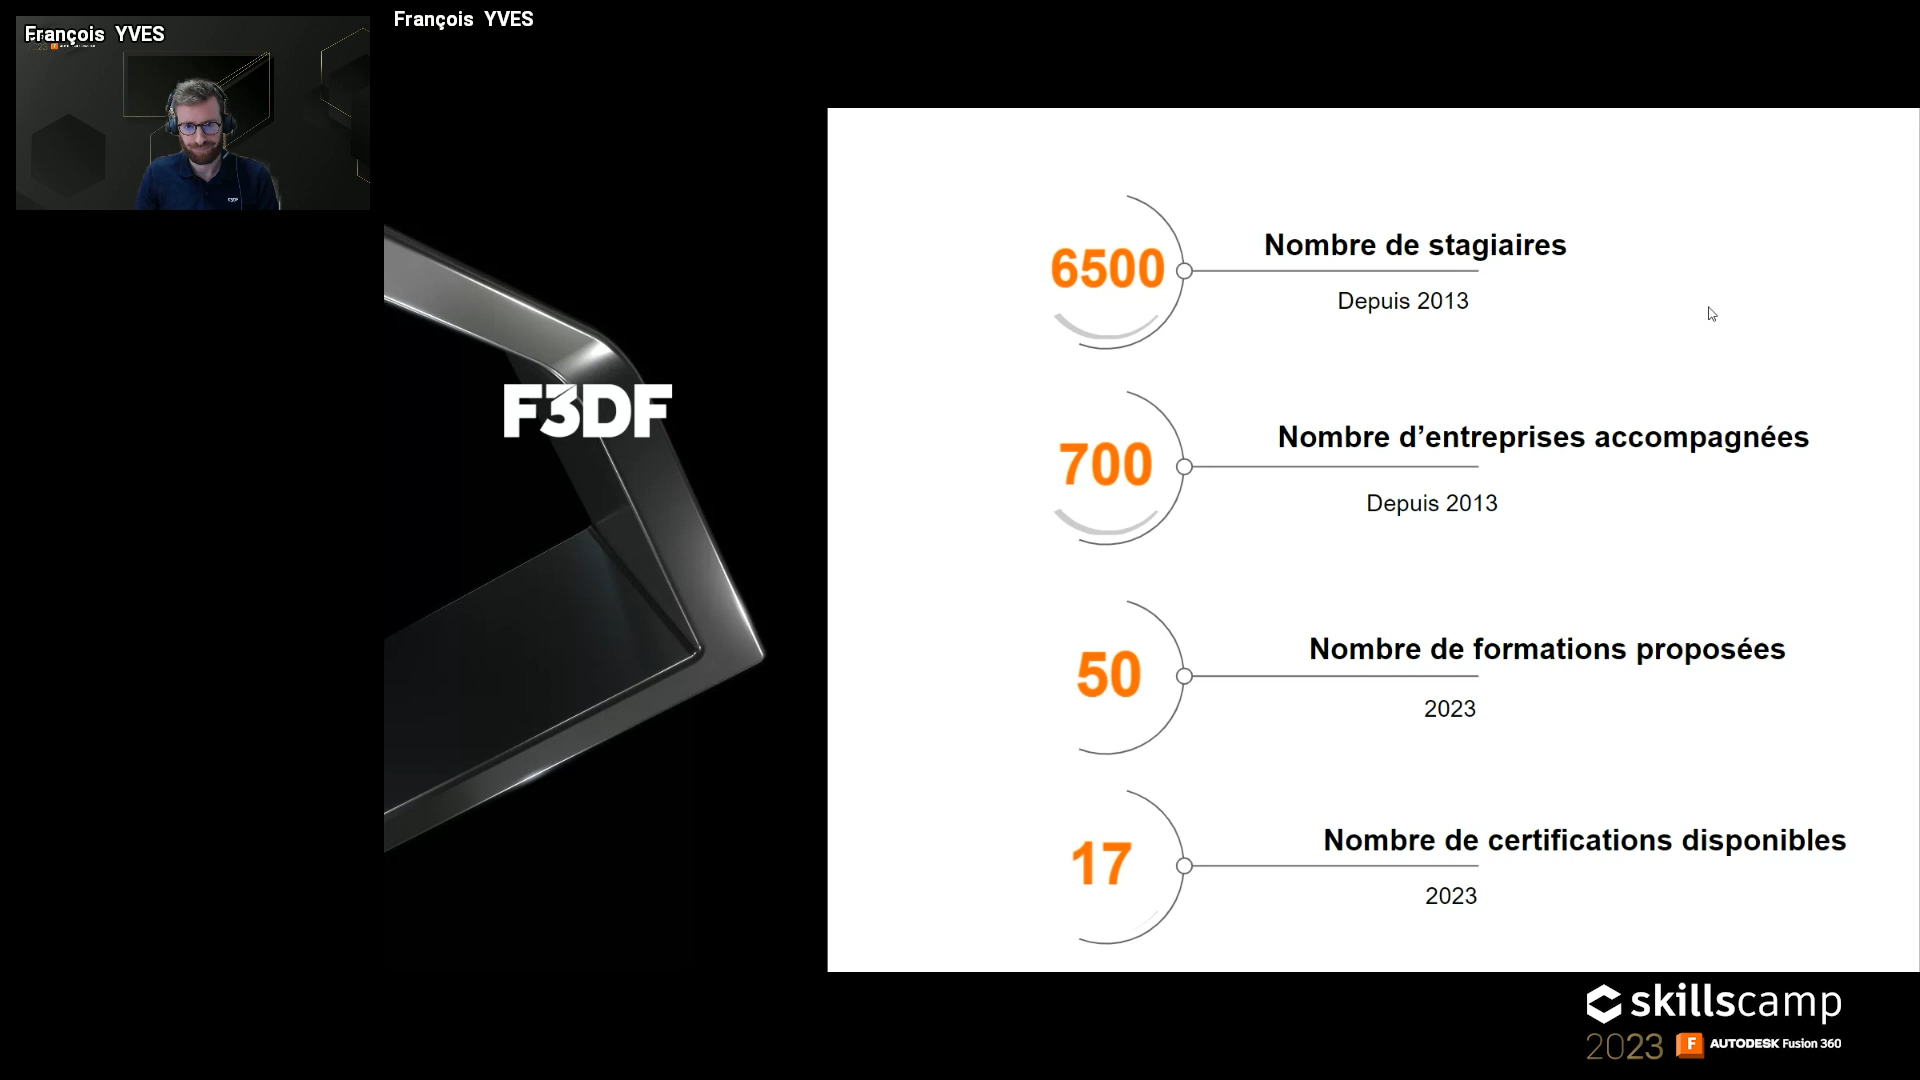 François YVES
François YVES
F3DF
6500
Nombre de stagiaires
Depuis 2013
700
Nombre d’entreprises accompagnées
Depuis 2013
50
Nombre de formations proposées
2023
17
Nombre de certifications disponibles
2023
skillscamp
2023 F AUTODESK Fusion 360